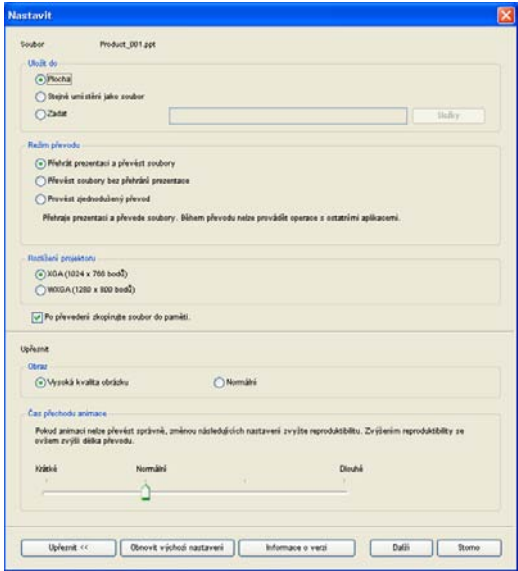 Nastavit
Soubor Product_001.ppt
Uložit do
Plocha
Stejné umístění jako soubor
Zadat Složky
Režim převodu
Přehrát prezentaci a převést soubory
Převést soubory bez přehrání prezentace
Provést zjednodušený převod
Přehraje prezentaci a převede soubory. Během převodu nelze provádět operace s ostatními aplikacemi.
Rozlišení projektoru
XGA (1024 x 768 bodů)
WXGA (1280 x 800 bodů)
Po převedení zkopírujte soubor do paměti.
Upřesnit
Obraz
Vysoká kvalita obrázku Normální
Čas přechodu animace
Pokud animaci nelze převést správně, změnou následujících nastavení zvyšte reproduktibilitu. Zvýšením reproduktibility se
ovšem zvýší délka převodu.
Krátké Normální Dlouhé
Upřesnit << Obnovit výchozí nastavení Informace o verzi Další Storno